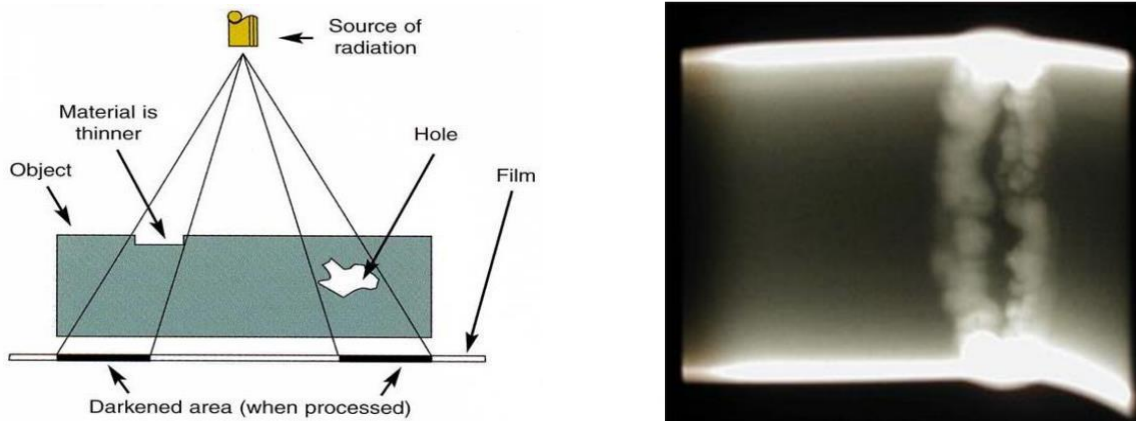 Source of
radiation
Material is
thinner
Hole
Object
Film
Darkened area (when processed)